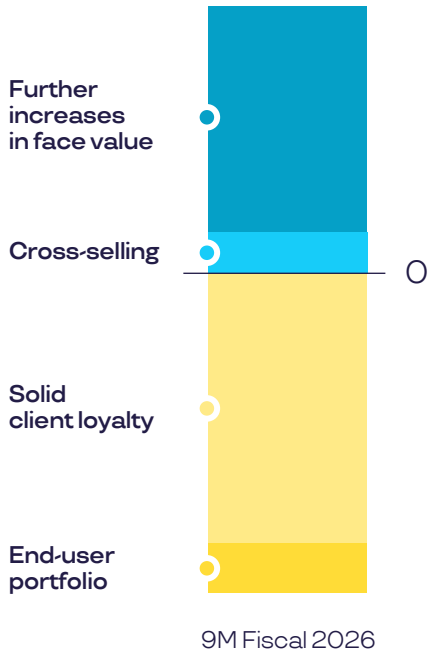 Further
increases
in face value
Cross-selling
0
Solid
client loyalty
End-user
portfolio
9M Fiscal 2026